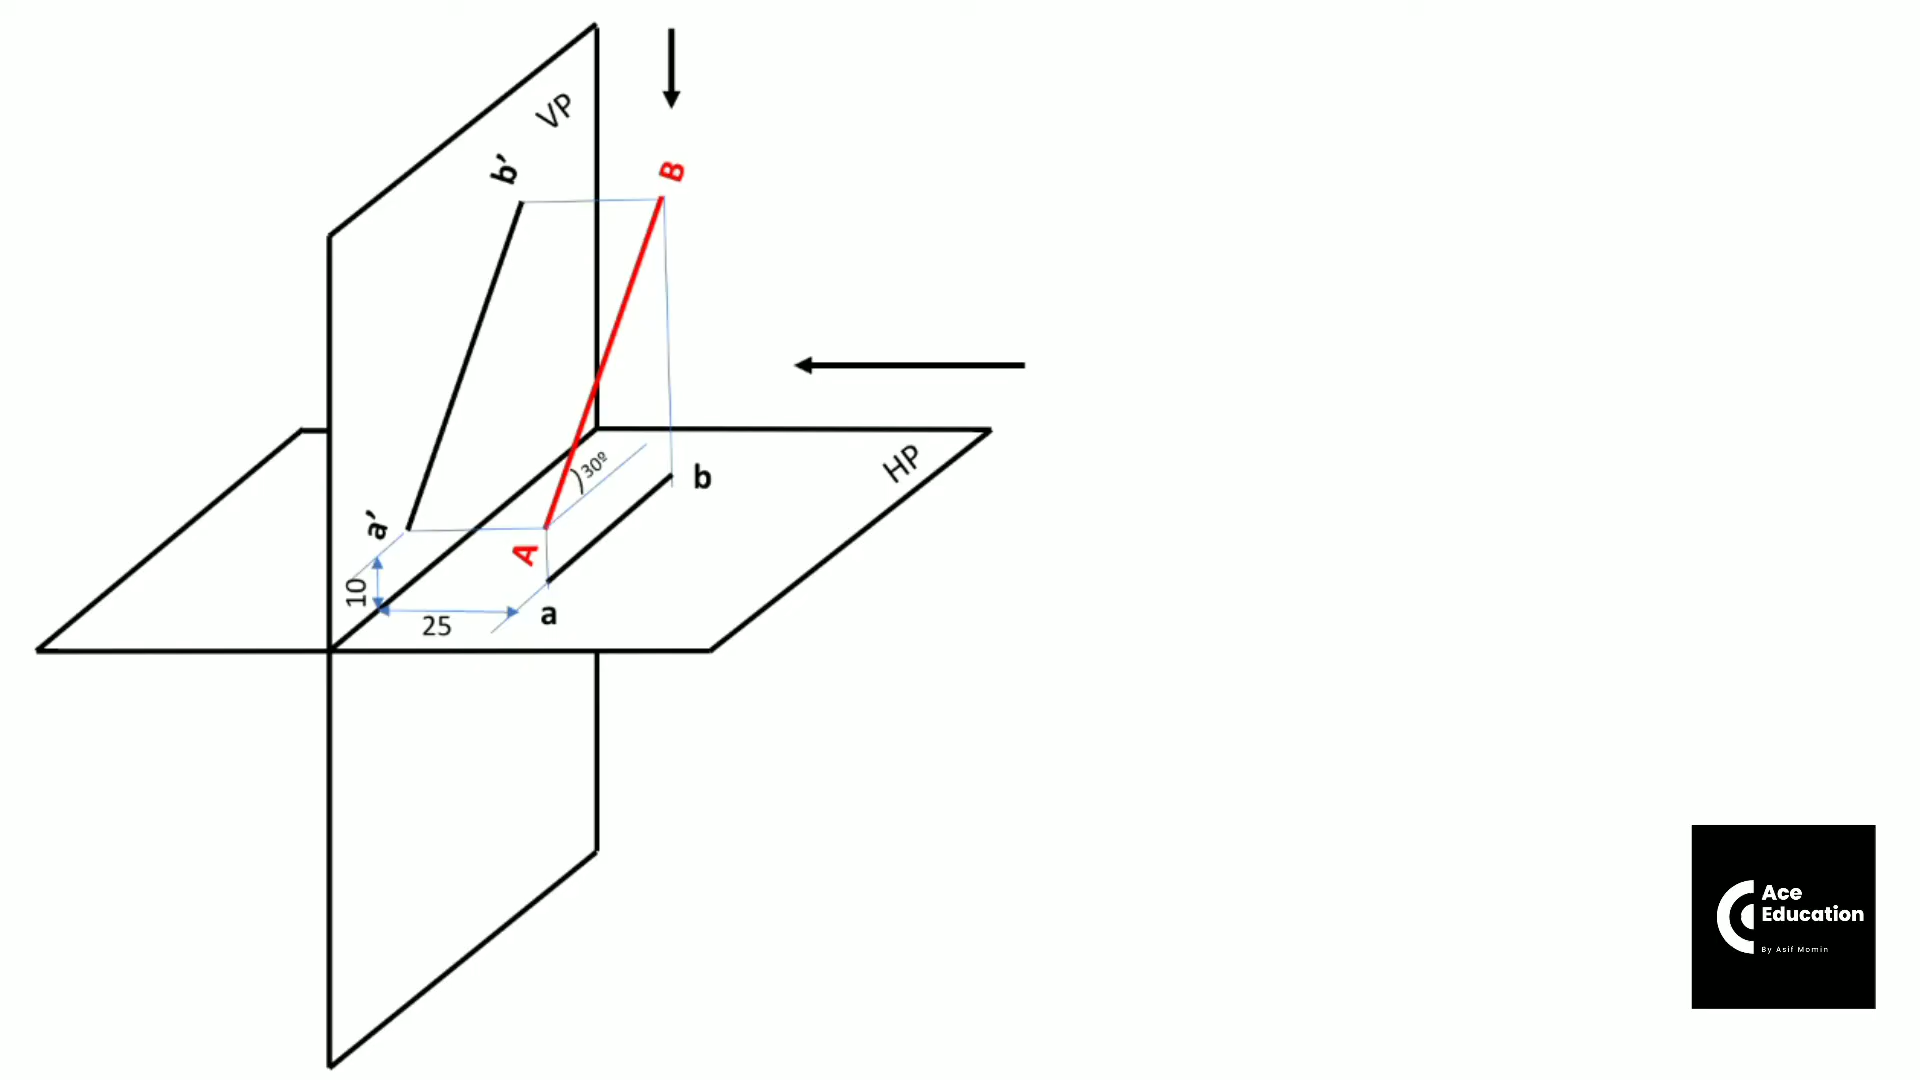 VP
b’
B
HP
30º
b
a’
A
10
25
a
Ace
Education
By Asif Momin